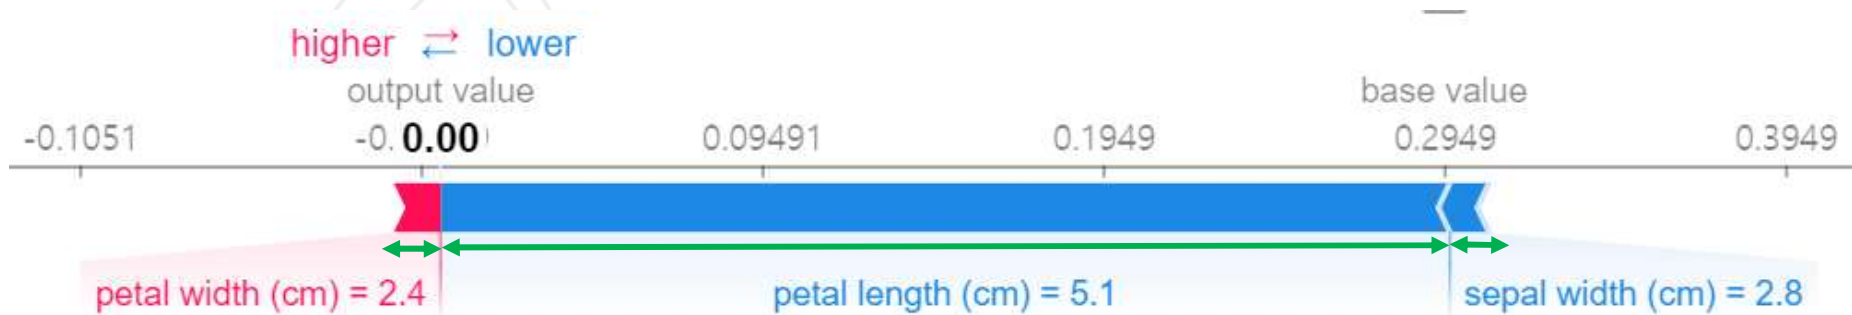 higher lower
output value base value
-0.1051 -0. 0.00 0.09491 0.1949 0.2949 0.3949
petal width (cm) = 2.4 petal length (cm) = 5.1 sepal width (cm) = 2.8